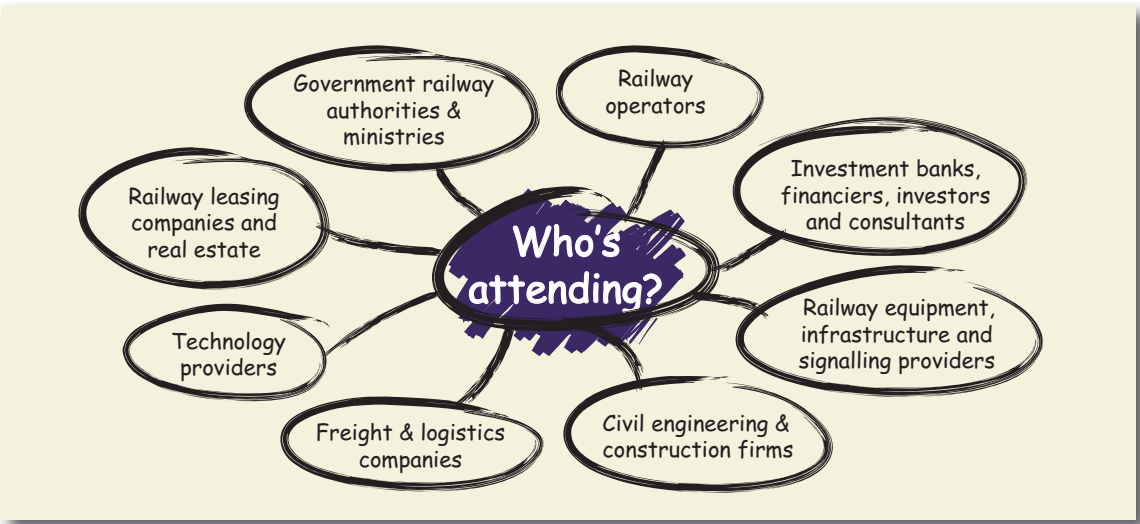 Who's
attending?
Government railway
authorities &
ministries
Railway
operators
Investment banks,
financiers, investors
and consultants
Railway equipment,
infrastructure and
signalling providers
Civil engineering &
construction firms
Freight & logistics
companies
Technology
providers
Railway leasing
companies and
real estate